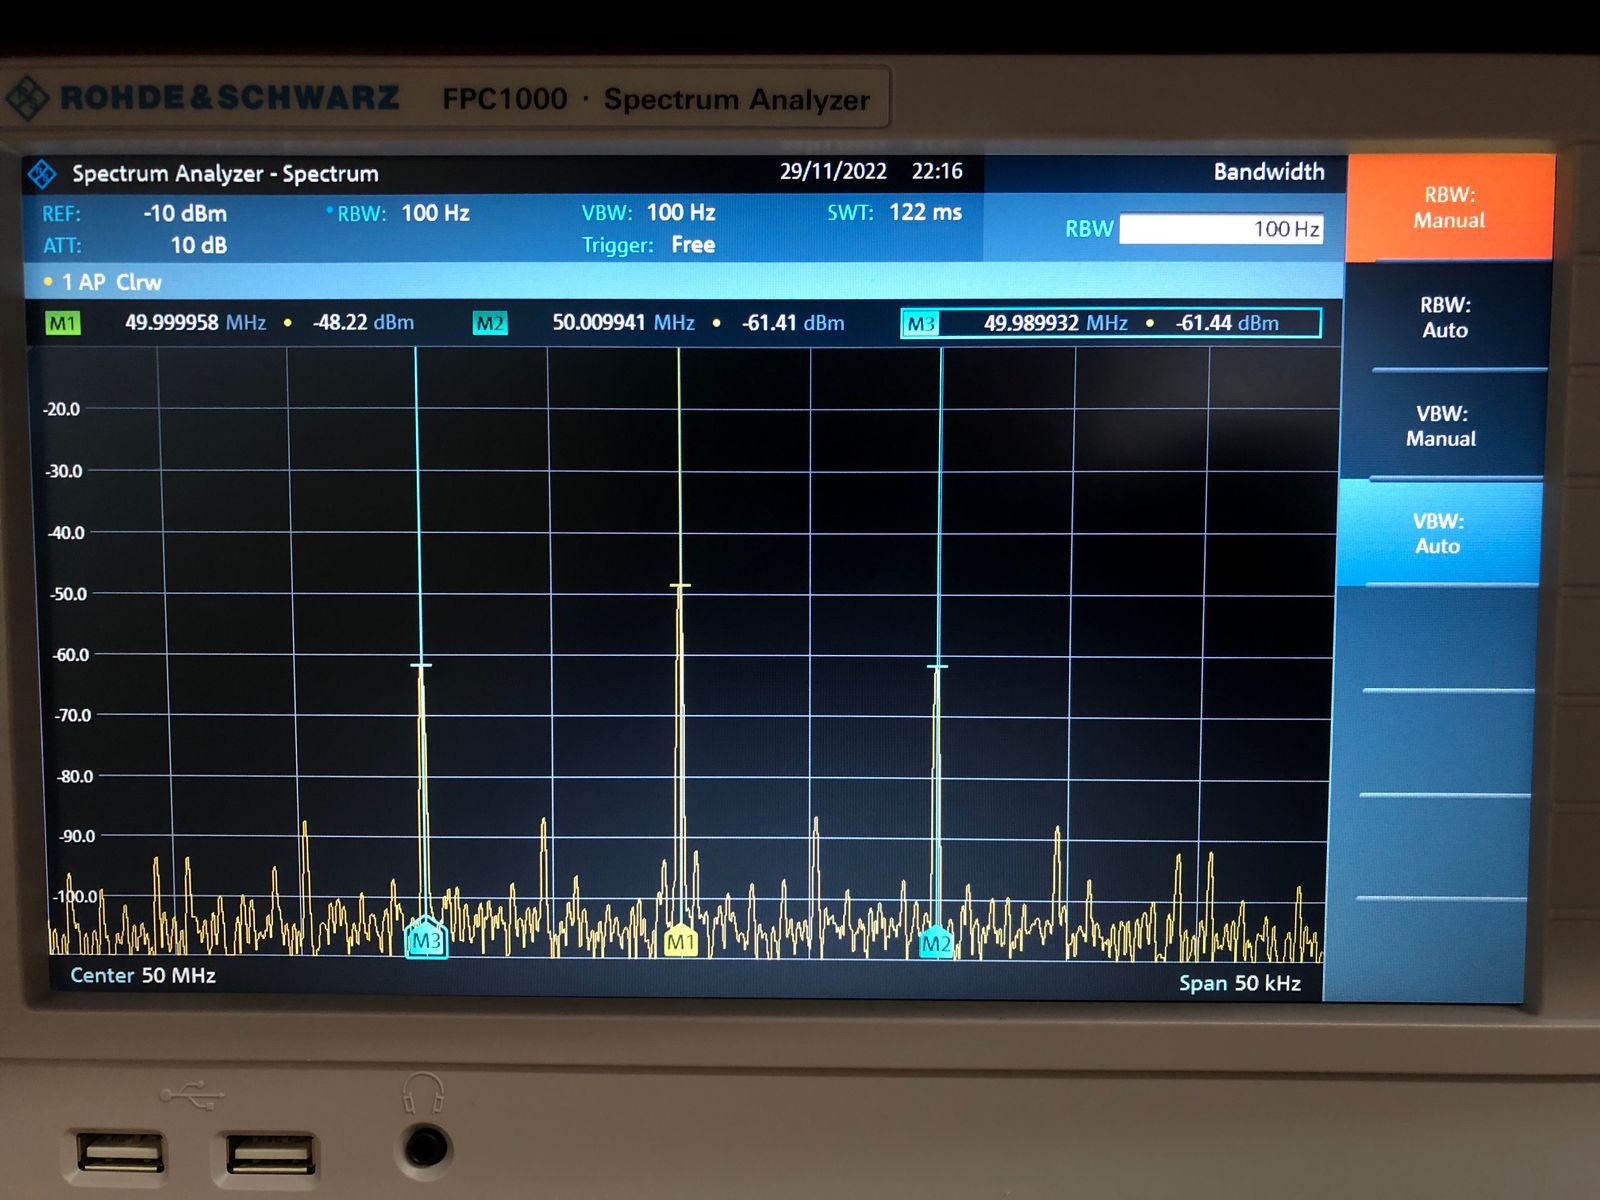 ROHDE & SCHWARZ FPC1000 · Spectrum Analyzer
Spectrum Analyzer - Spectrum 29/11/2022 22:16 Bandwidth
REF: -10 dBm • RBW: 100 Hz VBW: 100 Hz SWT: 122 ms
ATT: 10 dB Trigger: Free
RBW 100 Hz
• 1 AP Clrw
M1 49.999958 MHz • -48.22 dBm M2 50.009941 MHz • -61.41 dBm M3 49.989932 MHz • -61.44 dBm
-20.0
-30.0
-40.0
-50.0
-60.0
-70.0
-80.0
-90.0
-100.0
M3 M1 M2
Center 50 MHz Span 50 kHz
RBW:
Manual
RBW:
Auto
VBW:
Manual
VBW:
Auto